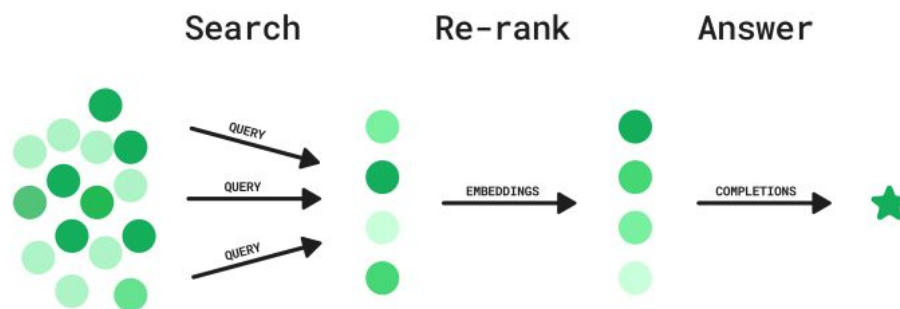 Search
Re-rank
Answer
QUERY
QUERY
QUERY
EMBEDDINGS
COMPLETIONS